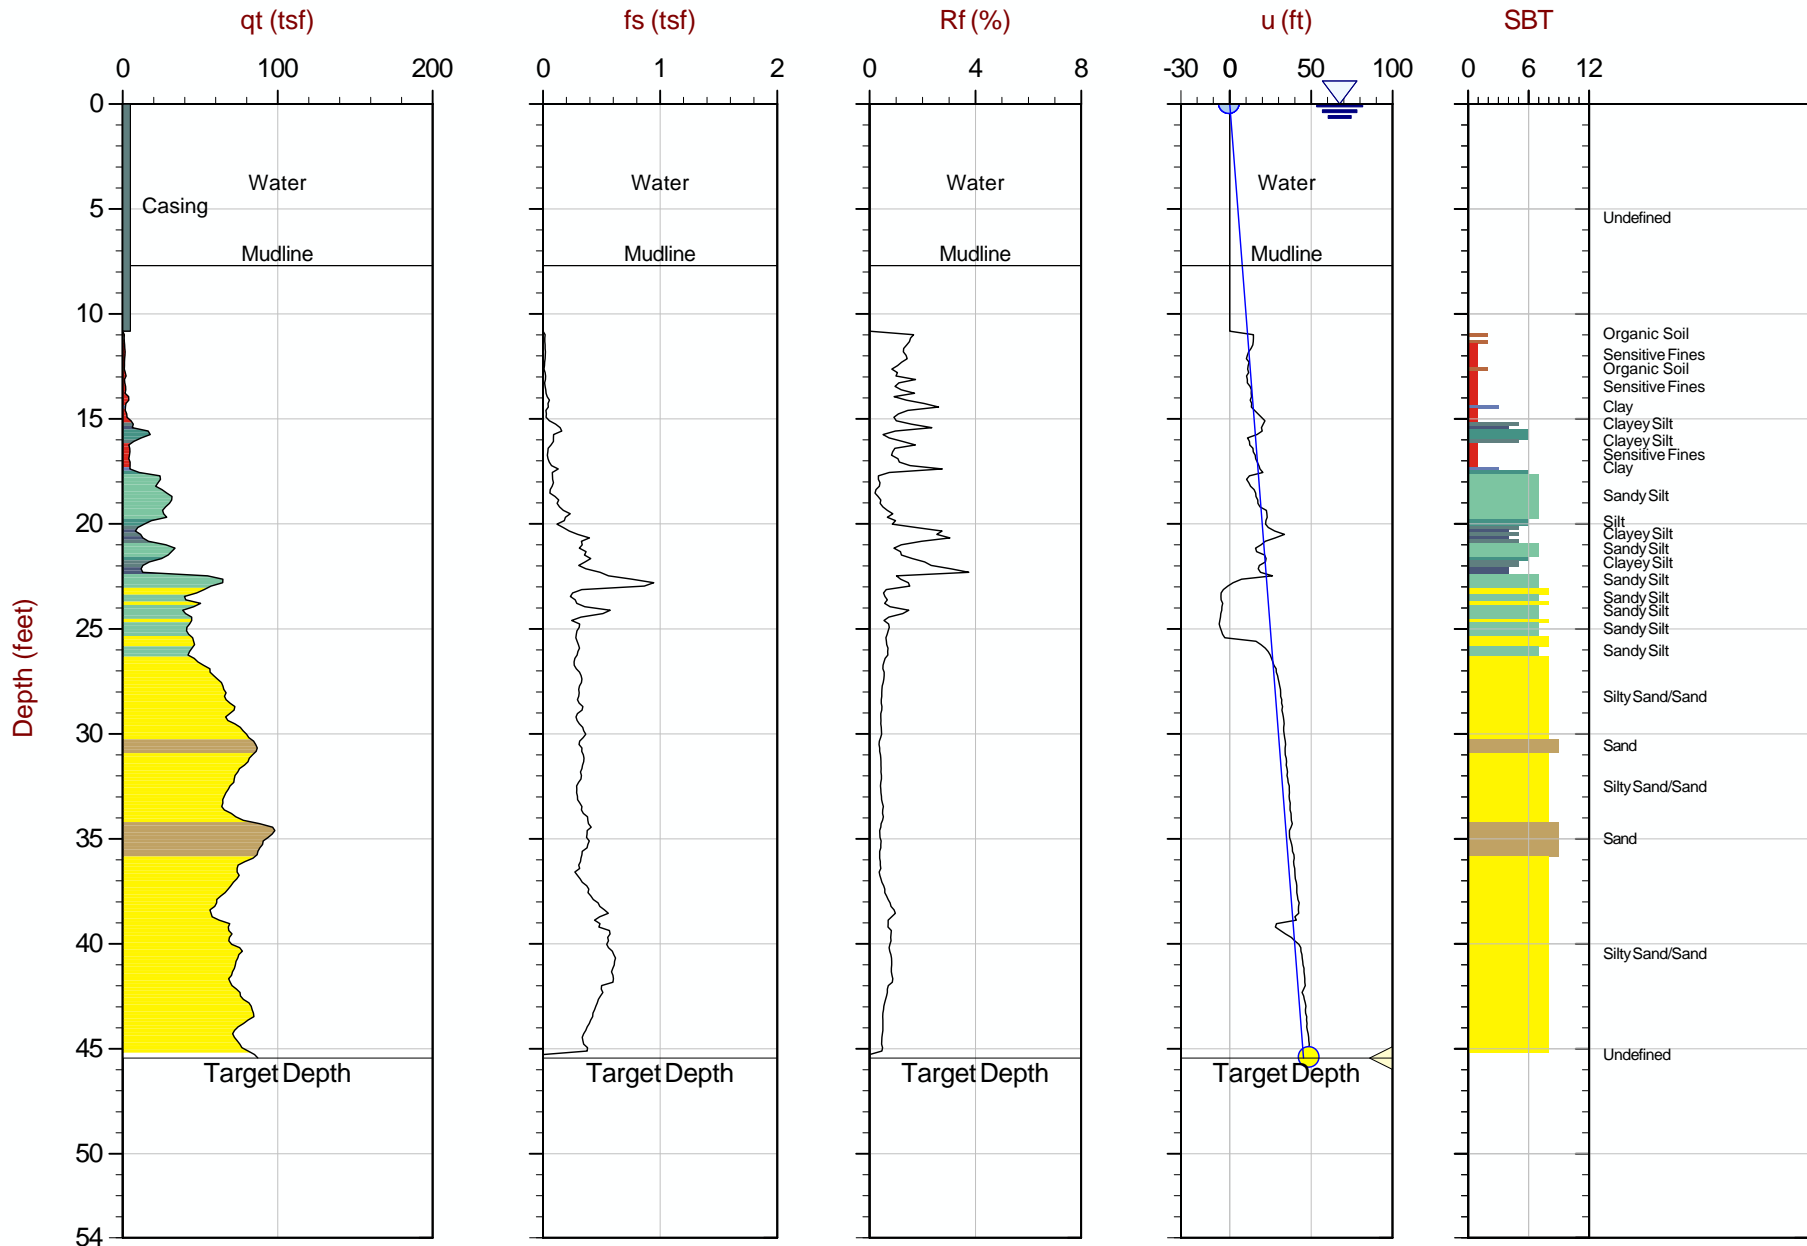 qt (tsf) fs (tsf) Rf (%) u (ft) SBT
0 100 200 0 1 2 0 4 8 -30 0 50 100 0 6 12
0
Water Water Water Water
Casing
5
Undefined
Mudline Mudline Mudline Mudline
10
Organic Soil
Sensitive Fines
Organic Soil
Sensitive Fines
Clay
15
Clayey Silt
Clayey Silt
Sensitive Fines
Clay
Sandy Silt
20
Silt
Clayey Silt
Sandy Silt
Clayey Silt
Sandy Silt
Sandy Silt
Sandy Silt
25
Sandy Silt
Sandy Silt
Depth (feet)
Silty Sand/Sand
30
Sand
Silty Sand/Sand
35
Sand
40
Silty Sand/Sand
45
Undefined
Target Depth Target Depth Target Depth Target Depth
50
54